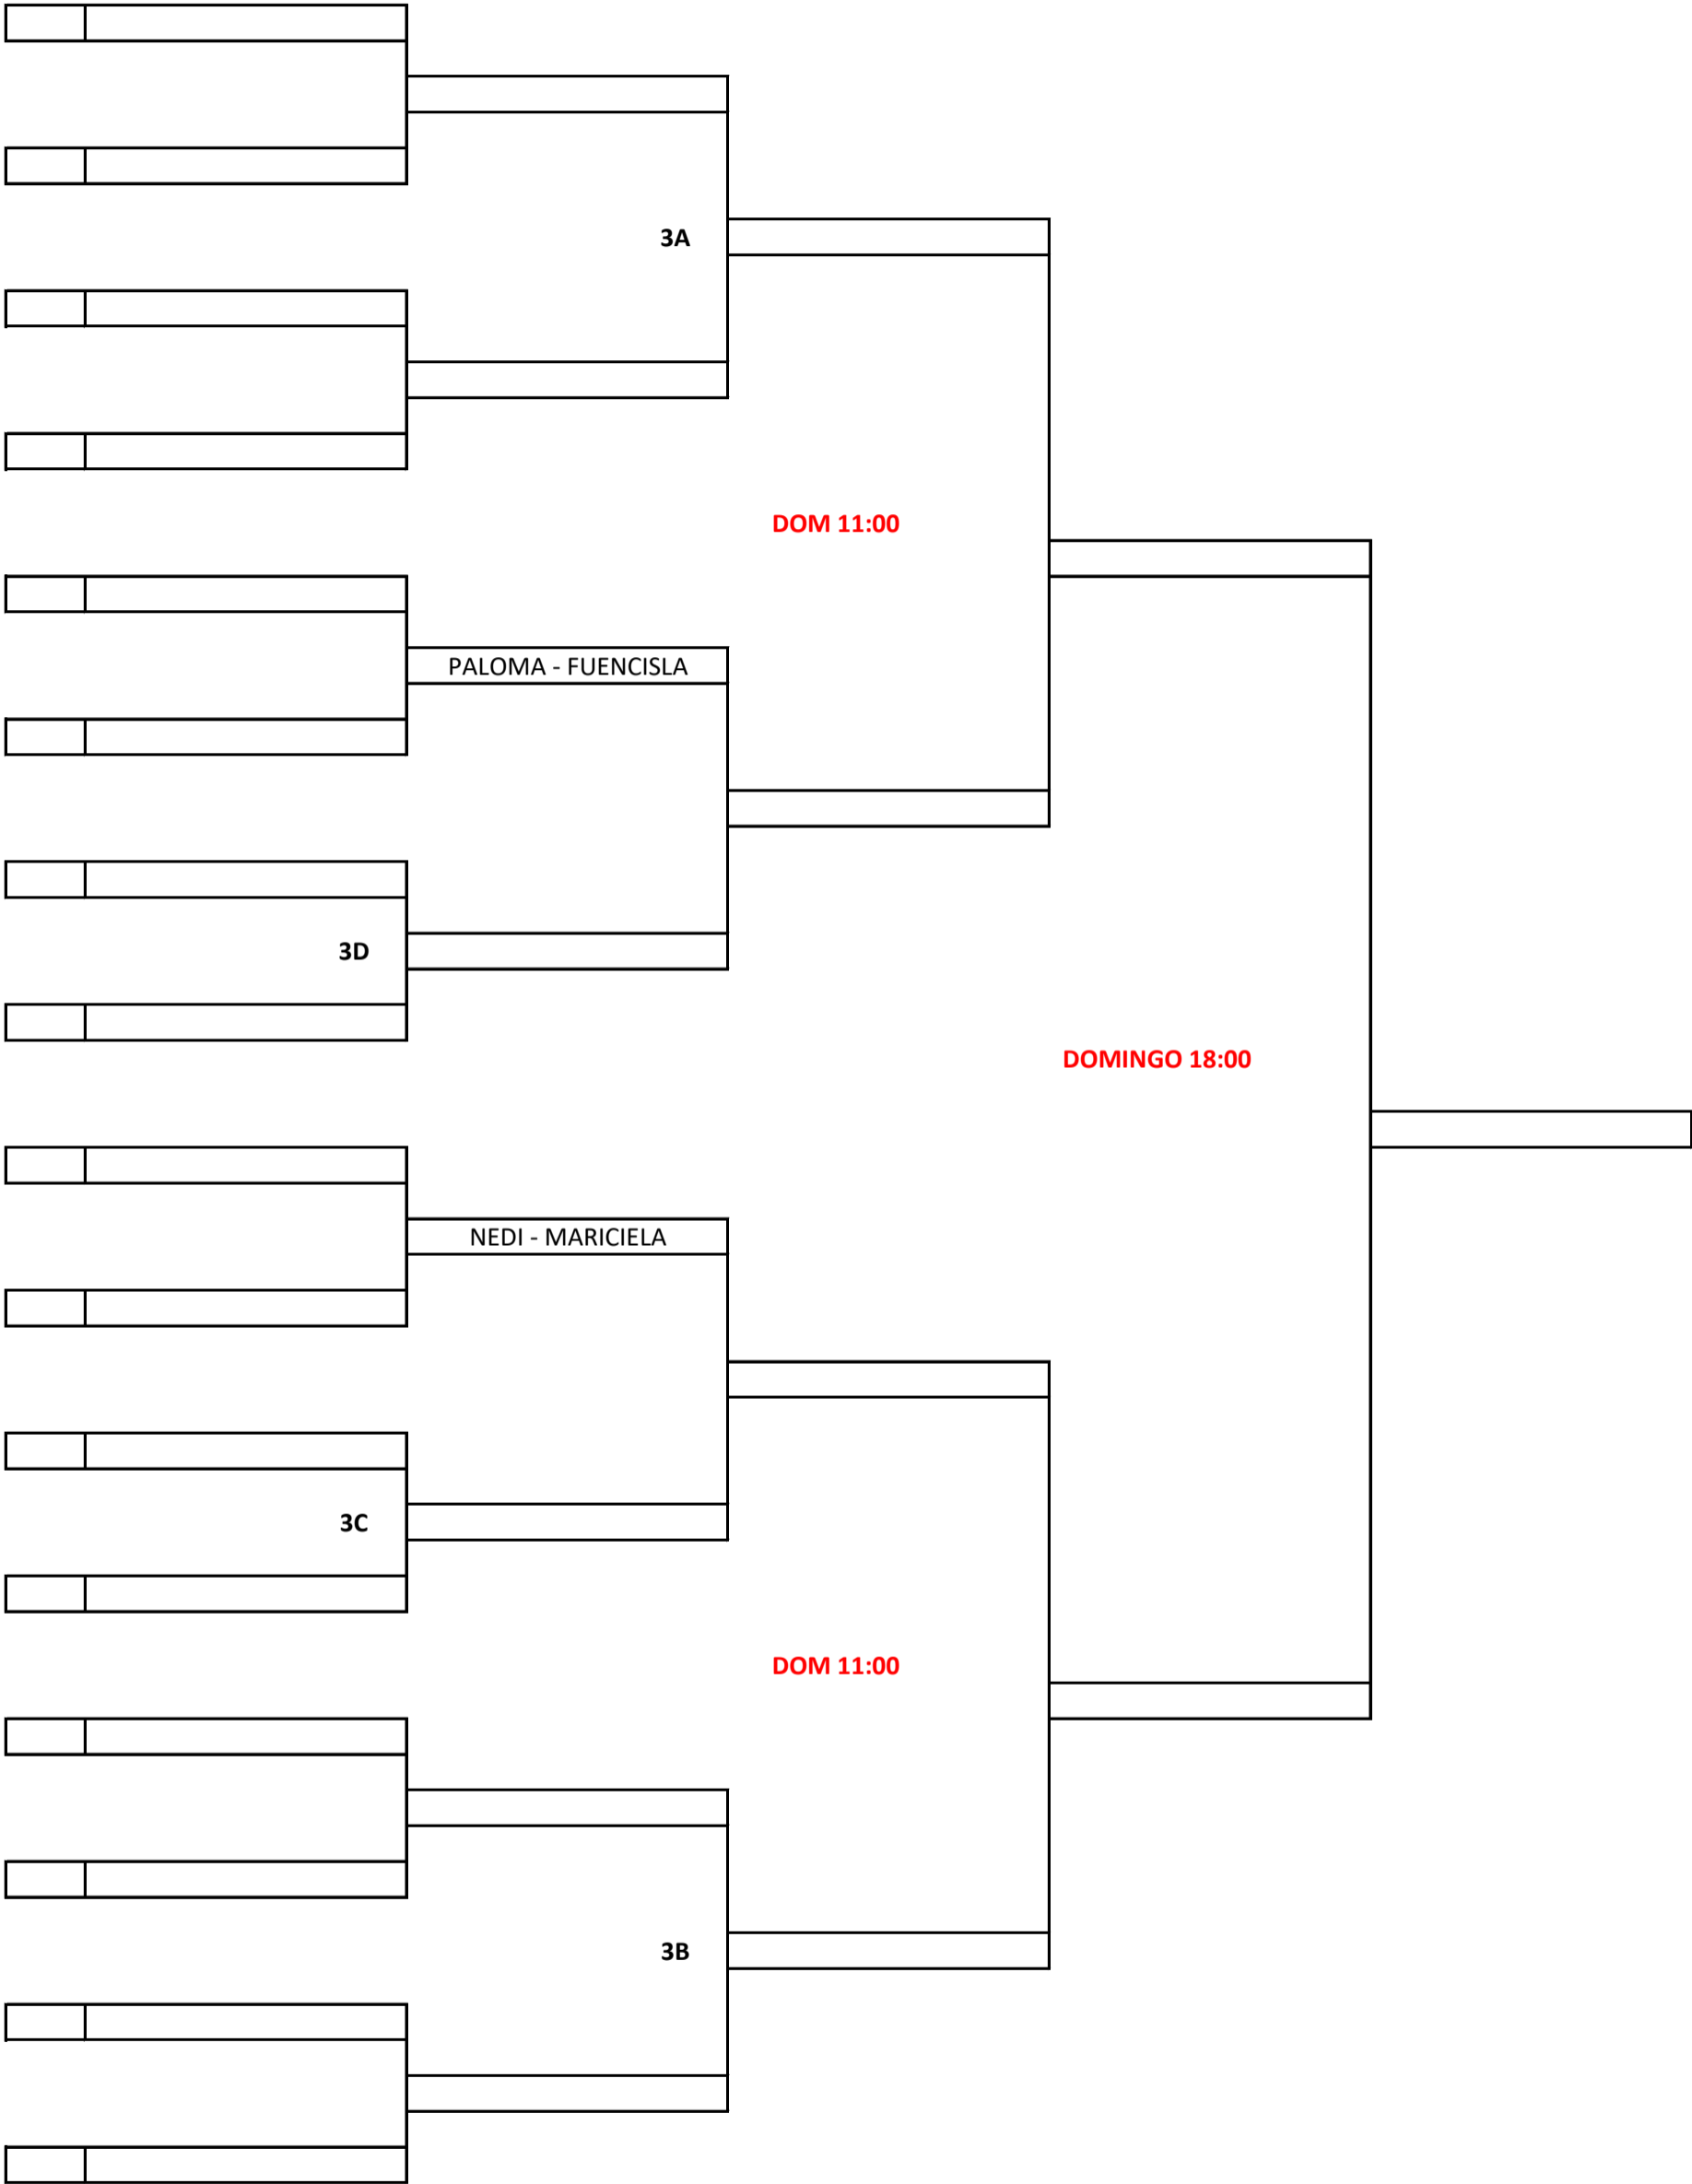 3A
DOM 11:00
PALOMA - FUENCISLA
3D
DOMINGO 18:00
NEDI - MARICIELA
3C
DOM 11:00
3B